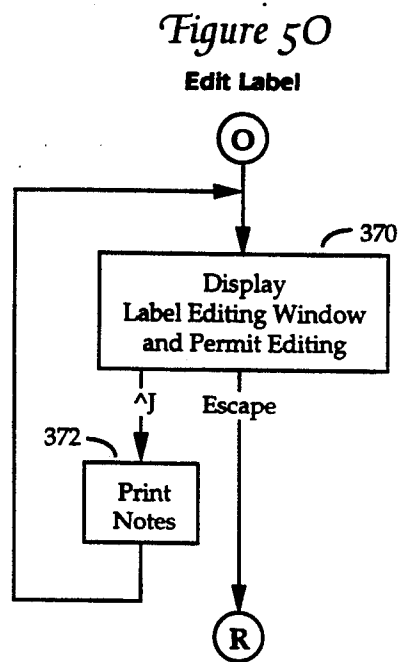 Figure 50
Edit Label
O
370
Display
Label Editing Window
and Permit Editing
^J
Escape
372
Print
Notes
R